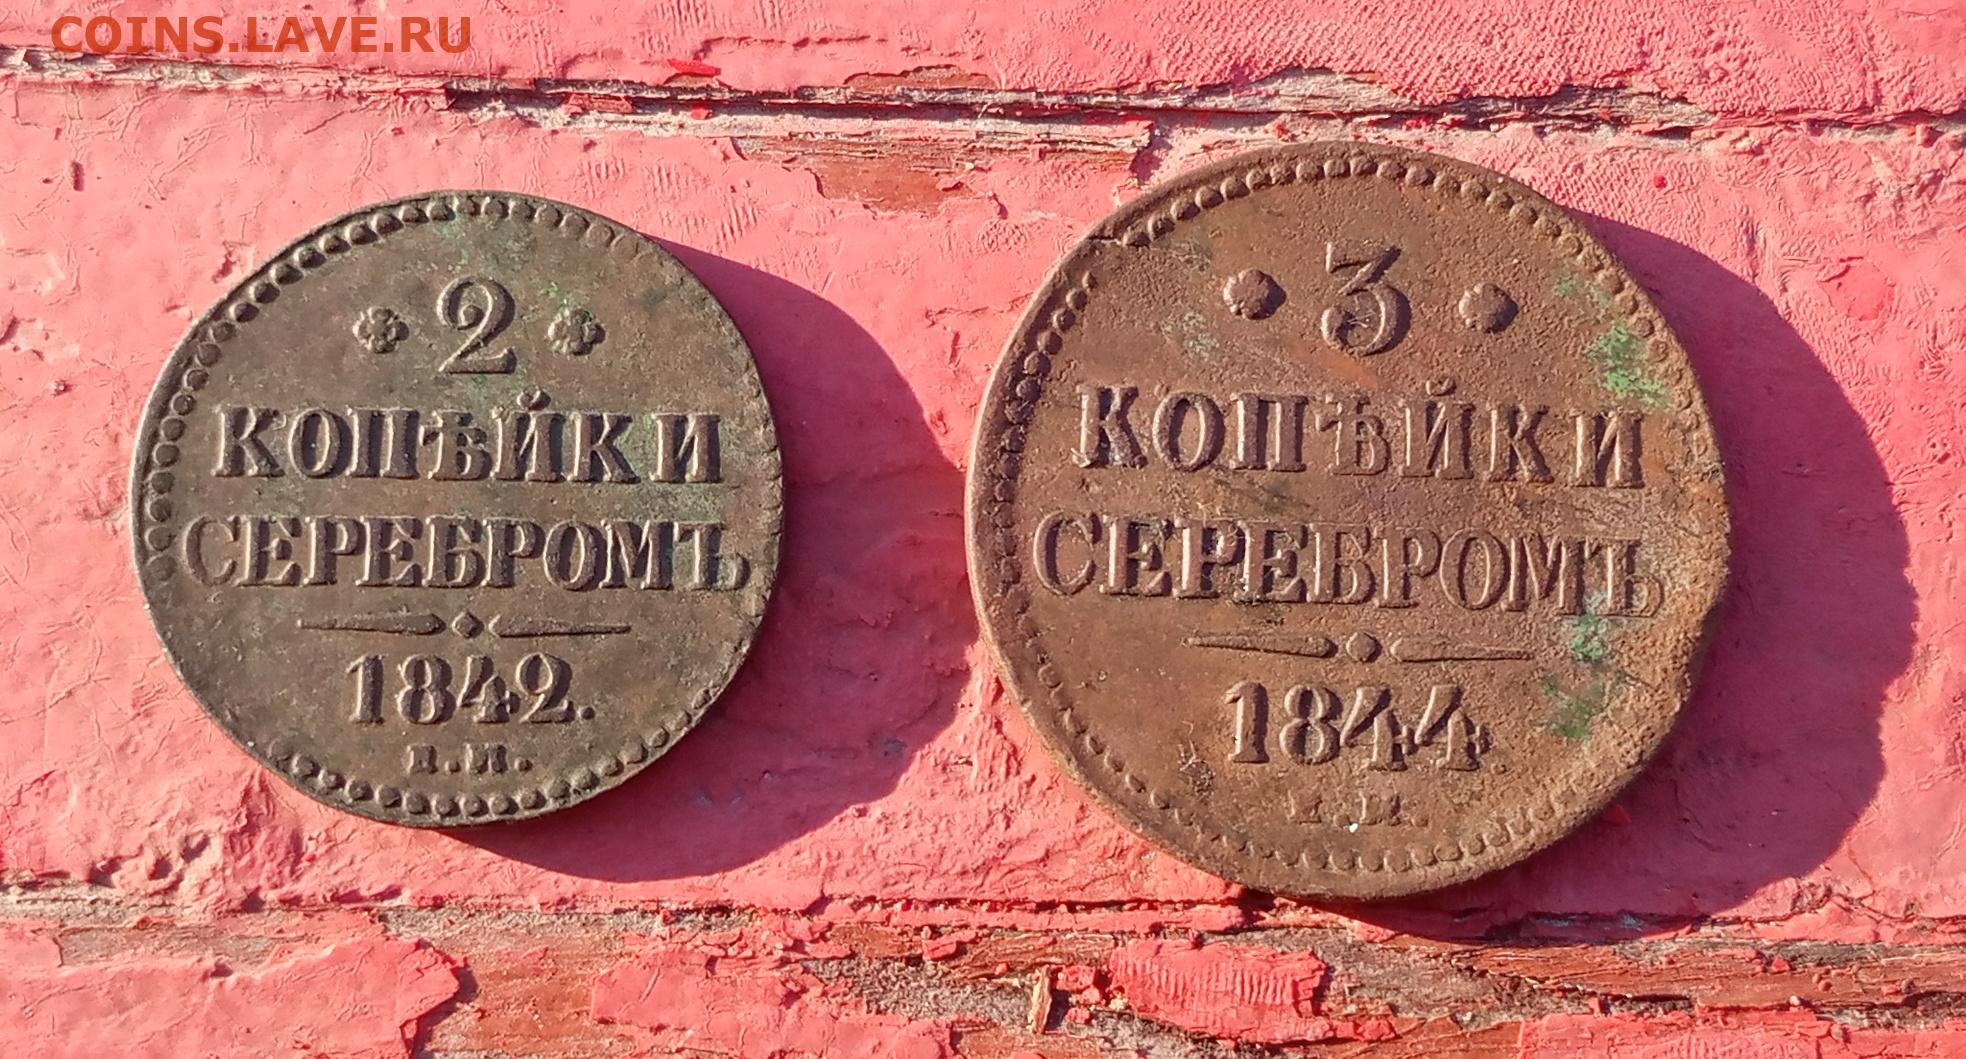 COINS.LAVE.RU
2
КОПѢЙКИ
СЕРЕБРОМЪ
1842.
Е.М.
3
КОПѢЙКИ
СЕРЕБРОМЪ
1844.
Е.М.